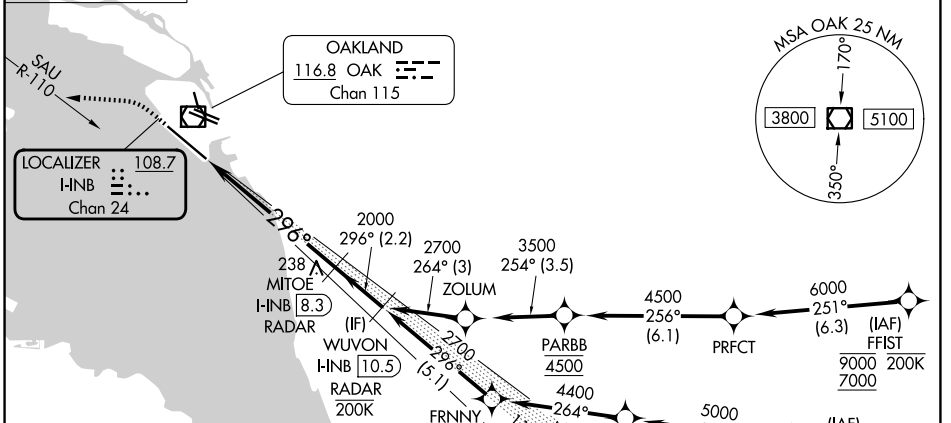 OAKLAND
116.8 OAK
Chan 115
MSA OAK 25 NM
170°
3800
5100
350°
SAU
R-110
LOCALIZER 108.7
I-INB
Chan 24
296°
2000
296° (2.2)
2700
264° (3)
ZOLUM
3500
254° (3.5)
4500
256°
(6.1)
6000
251°
(6.3)
(IAF)
FFIST
9000 200K
7000
PRFCT
PARBB
4500
238
MITOE
I-INB 8.3
RADAR
(IF)
WUVON
I-INB 10.5
RADAR
200K
2700
296°
(5.1)
FRNNY
4400
264°
5000
(IAF)